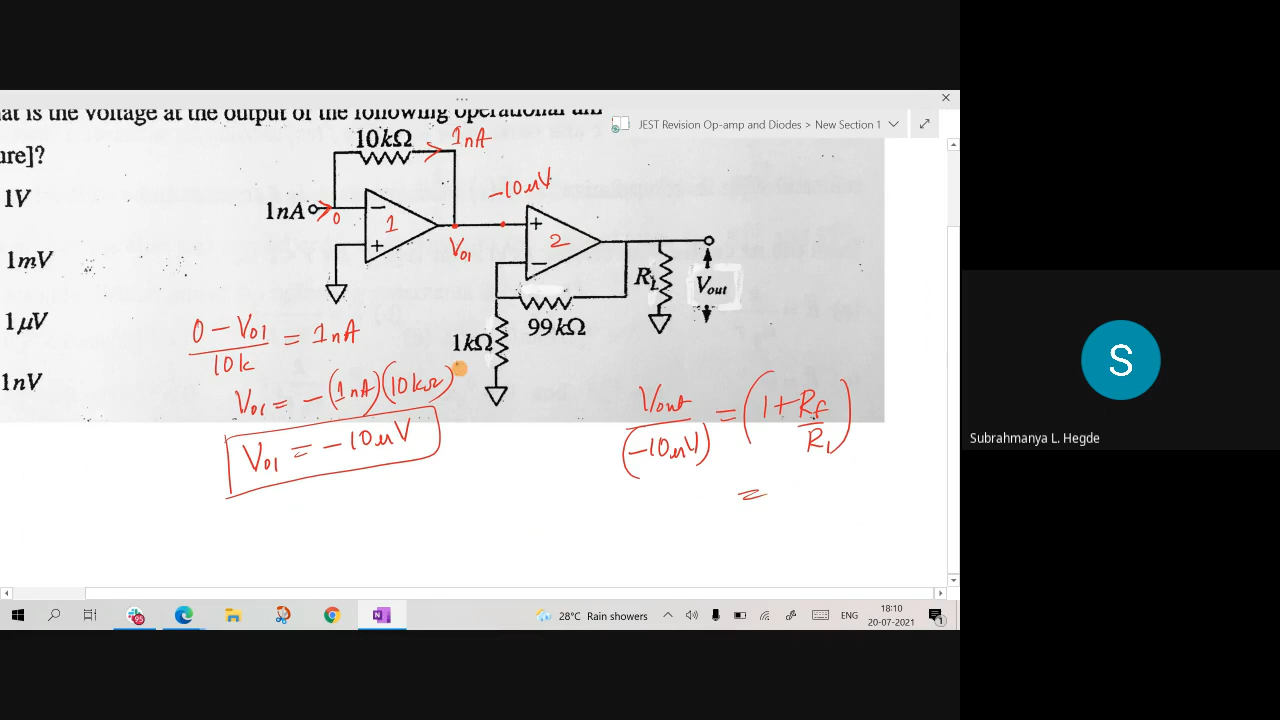 ...
hat is the voltage at the output of the following operational am
JEST Revision Op-amp and Diodes > New Section 1
ure]?
10kΩ
1nA
1V
-10μV
1nA
0
−
1
+
2
+
−
V01
1mV
RL
Vout
1μV
99kΩ
1kΩ
0 - V01 = 1nA
10k
1nV
V01 = -(1nA)(10kΩ)
V01 = -10μV
Vout = (1 + Rf
(-10μV) R1)
=
S
Subrahmanya L. Hegde
28°C Rain showers
ENG
18:10
20-07-2021
95
1